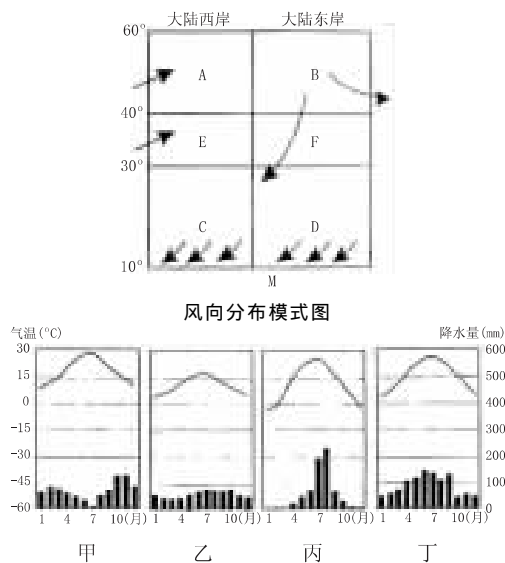 大陆西岸 大陆东岸
60°
A B
40°
E F
30°
C D
10°
M
风向分布模式图
气温(°C) 降水量(mm)
30 600
15 500
0 400
-15 300
-30 200
-45 100
-60 0
1 4 7 10(月) 1 4 7 10(月) 1 4 7 10(月) 1 4 7 10(月)
甲 乙 丙 丁